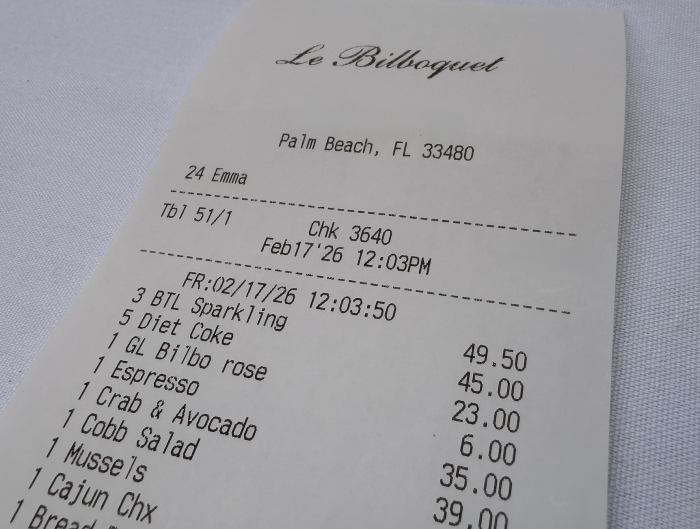 Le Bilboquet
Palm Beach, FL 33480
24 Emma
Tbl 51/1 Chk 3640
Feb17'26 12:03PM
FR:02/17/26 12:03:50
3 BTL Sparkling 49.50
5 Diet Coke 45.00
1 GL Bilbo rose 23.00
1 Espresso 6.00
1 Crab & Avocado 35.00
1 Cobb Salad 39.00
1 Mussels
1 Cajun Chx
1 Bread